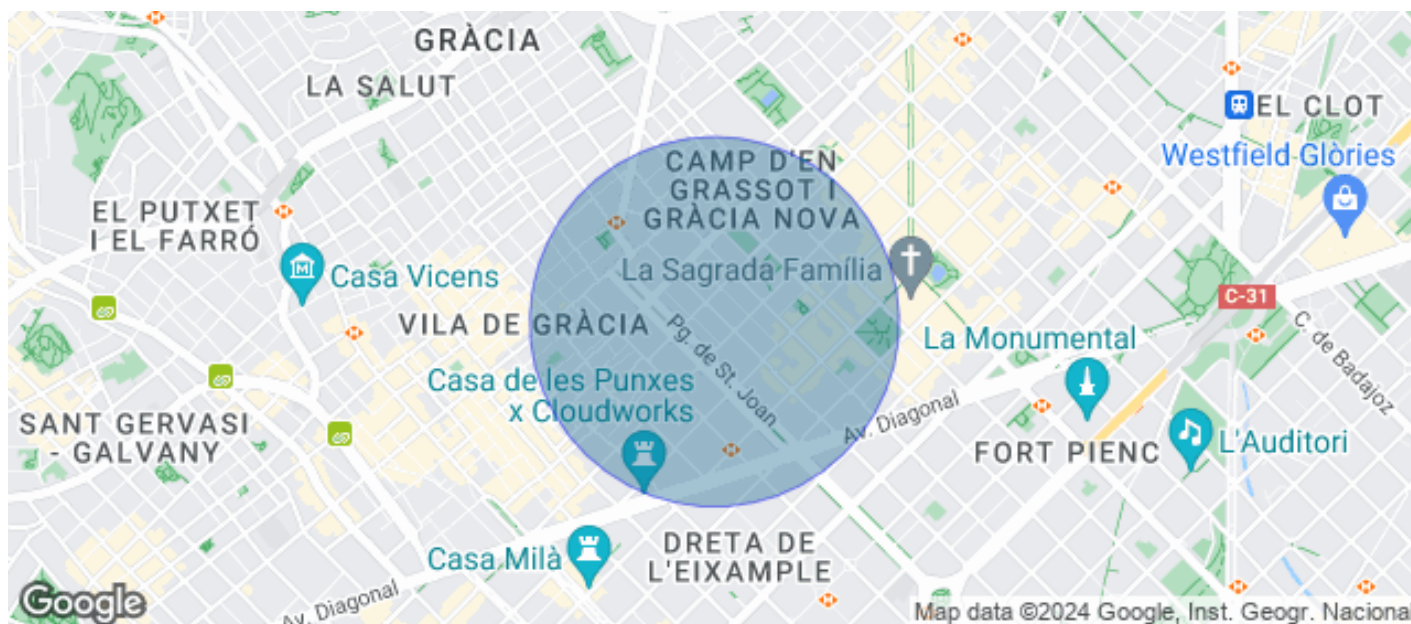 GRÀCIA
LA SALUT
EL CLOT
Westfield Glòries
CAMP D'EN
GRASSOT I
GRÀCIA NOVA
EL PUTXET
I EL FARRÓ
Casa Vicens
La Sagrada Família
C-31
VILA DE GRÀCIA
Pg. de St. Joan
La Monumental
C. de Badajoz
Casa de les Punxes
x Cloudworks
Av. Diagonal
SANT GERVASI
- GALVANY
FORT PIENC
L'Auditori
Casa Milà
DRETA DE
L'EIXAMPLE
Av. Diagonal
Google
Map data ©2024 Google, Inst. Geogr. Nacional